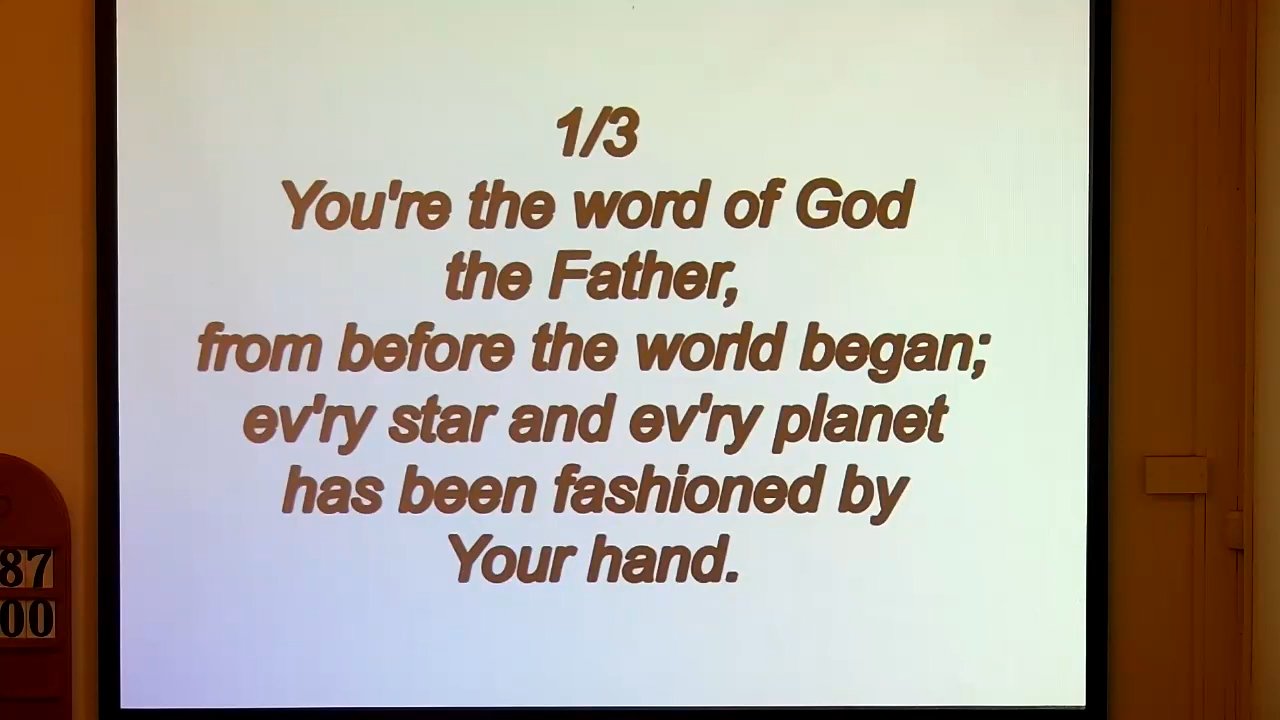 1/3
You're the word of God
the Father,
from before the world began;
ev'ry star and ev'ry planet
has been fashioned by
Your hand.
87
00